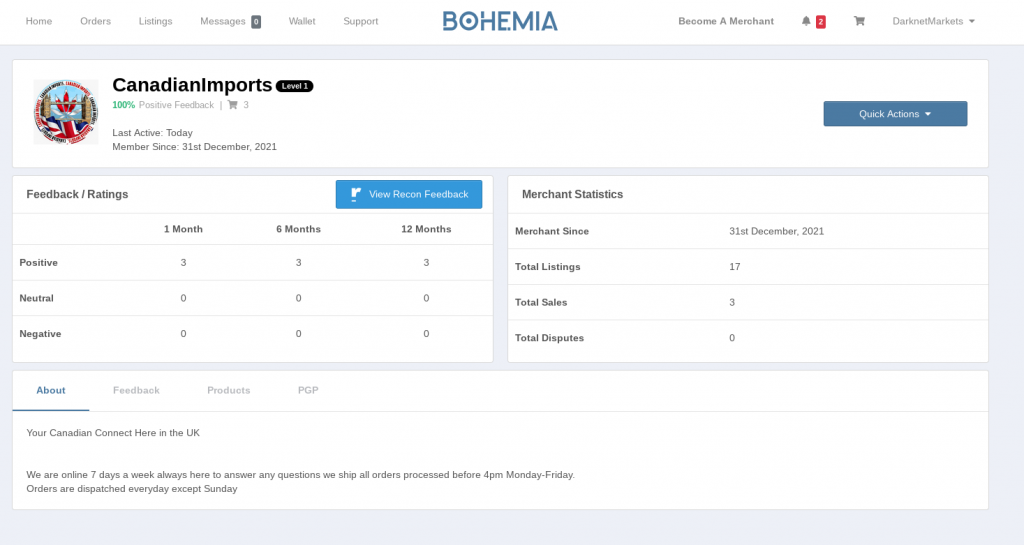 Home Orders Listings Messages 0 Wallet Support BOHEMIA Become A Merchant 2 DarknetMarkets
CanadianImports Level 1
100% Positive Feedback | 3
Quick Actions
Last Active: Today
Member Since: 31st December, 2021
Feedback / Ratings View Recon Feedback
1 Month 6 Months 12 Months
Positive 3 3 3
Neutral 0 0 0
Negative 0 0 0
Merchant Statistics
Merchant Since 31st December, 2021
Total Listings 17
Total Sales 3
Total Disputes 0
About Feedback Products PGP
Your Canadian Connect Here in the UK
We are online 7 days a week always here to answer any questions we ship all orders processed before 4pm Monday-Friday.
Orders are dispatched everyday except Sunday